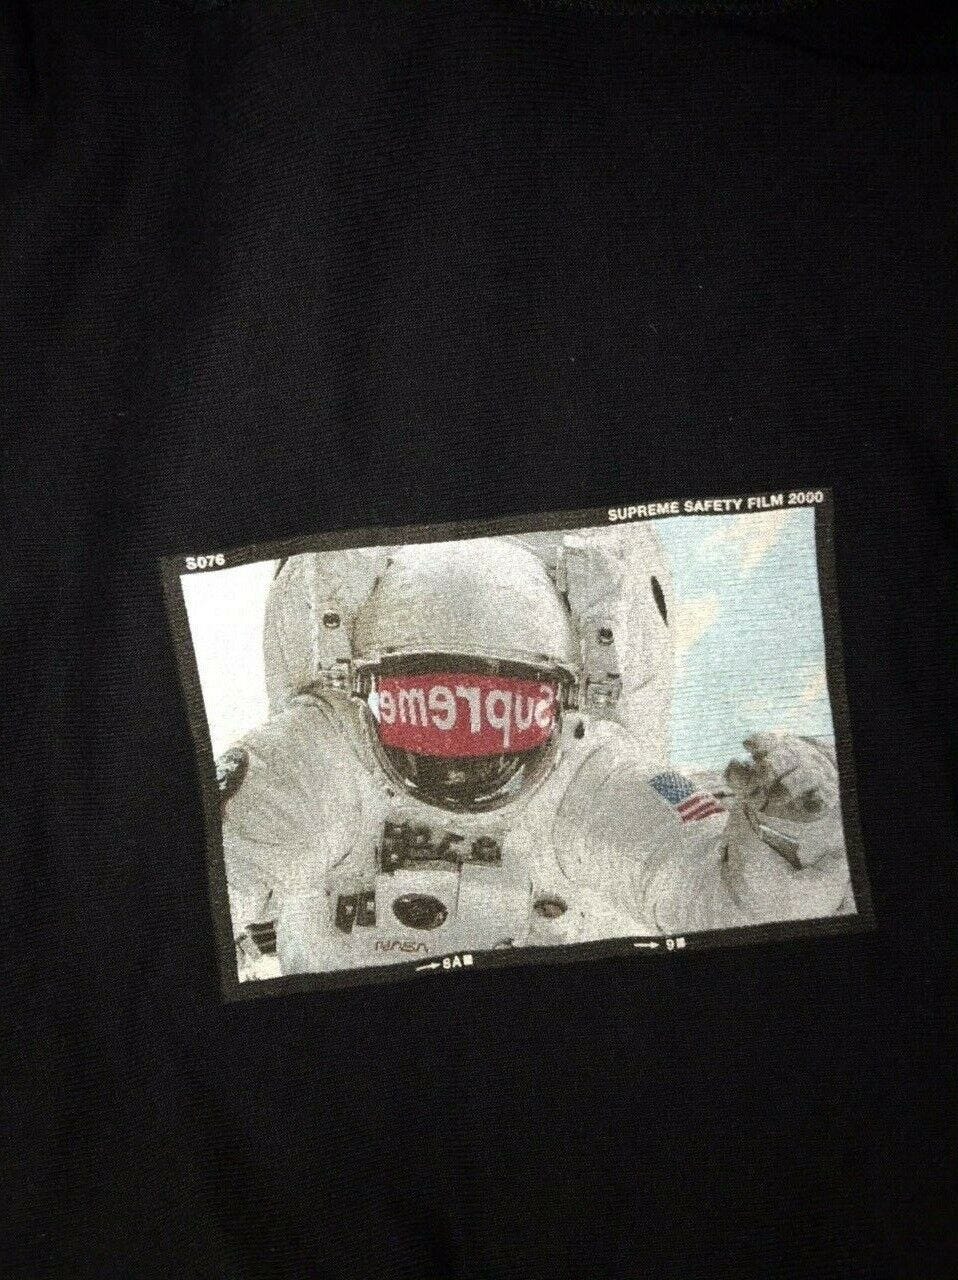 SUPREME SAFETY FILM 2000
S076
Supreme
NASA
→8A
→9